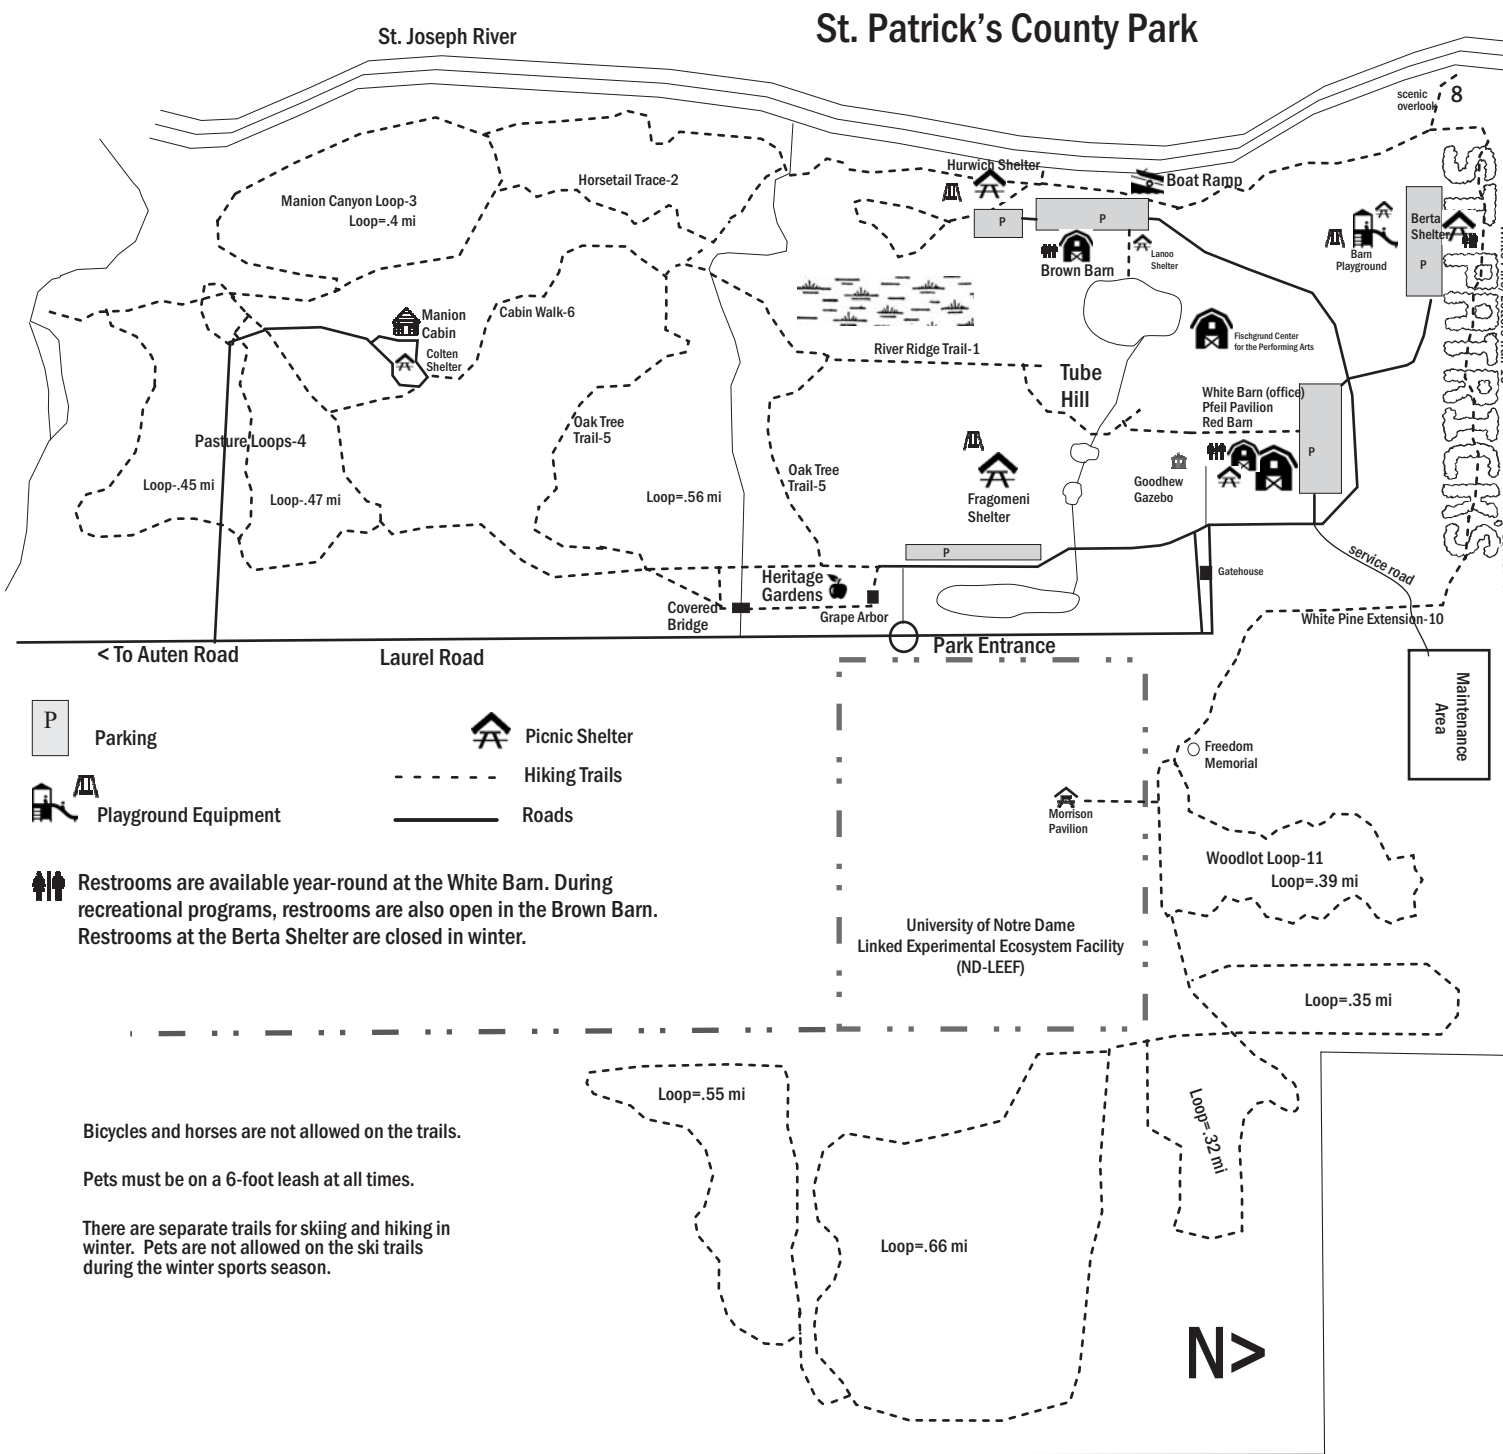 St. Patrick's County Park
St. Joseph River
scenic
overlook
8
Hurwich Shelter
Boat Ramp
Horsetail Trace-2
Manion Canyon Loop-3
Loop=.4 mi
P
P
Lanoo
Shelter
Brown Barn
Barn
Playground
Berta
Shelter
P
ST. PATRICK'S
Manion
Cabin
Cabin Walk-6
Colten
Shelter
River Ridge Trail-1
Tube
Hill
Fischgrund Center
for the Performing Arts
White Barn (office)
Pfeil Pavilion
Red Barn
P
Oak Tree
Trail-5
Pasture Loops-4
Loop-.45 mi
Loop-.47 mi
Loop=.56 mi
Oak Tree
Trail-5
Fragomeni
Shelter
Goodhew
Gazebo
P
service road
Gatehouse
Heritage
Gardens
Covered
Bridge
Grape Arbor
White Pine Extension-10
< To Auten Road
Laurel Road
Park Entrance
Maintenance
Area
P
Parking
Picnic Shelter
Hiking Trails
Playground Equipment
Roads
Freedom
Memorial
Morrison
Pavilion
Woodlot Loop-11
Loop=.39 mi
Restrooms are available year-round at the White Barn. During
recreational programs, restrooms are also open in the Brown Barn.
Restrooms at the Berta Shelter are closed in winter.
University of Notre Dame
Linked Experimental Ecosystem Facility
(ND-LEEF)
Loop=.35 mi
Loop=.55 mi
Loop=.32 mi
Bicycles and horses are not allowed on the trails.
Pets must be on a 6-foot leash at all times.
There are separate trails for skiing and hiking in
winter. Pets are not allowed on the ski trails
during the winter sports season.
Loop=.66 mi
N>